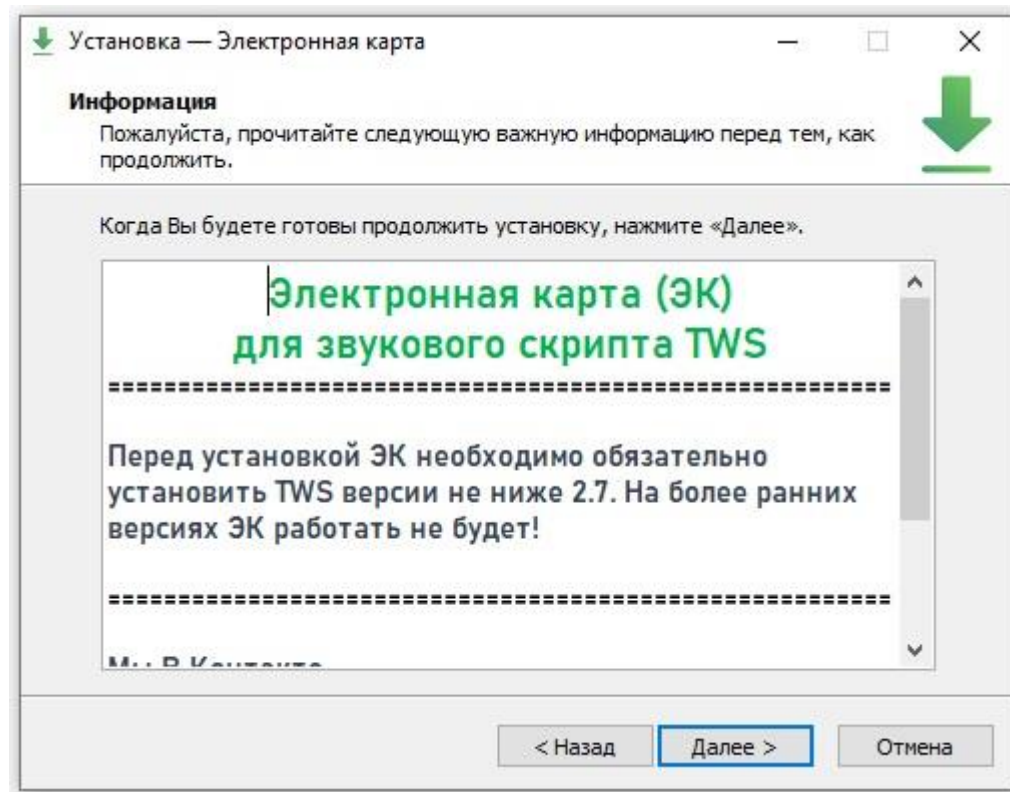 Установка — Электронная карта
Информация
Пожалуйста, прочитайте следующую важную информацию перед тем, как
продолжить.
Когда Вы будете готовы продолжить установку, нажмите «Далее».
Электронная карта (ЭК)
для звукового скрипта TWS
========================================================
Перед установкой ЭК необходимо обязательно
установить TWS версии не ниже 2.7. На более ранних
версиях ЭК работать не будет!
========================================================
Мы В Контакте
< Назад
Далее >
Отмена